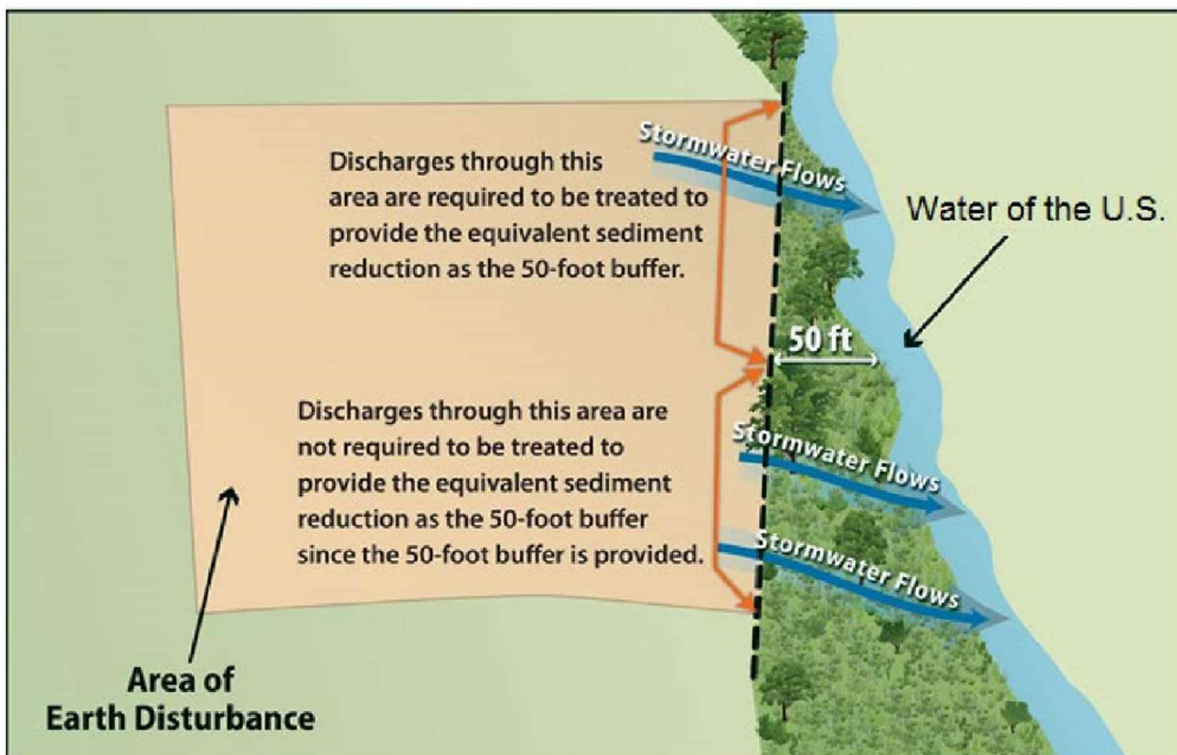 Stormwater Flows
Discharges through this
area are required to be treated to
provide the equivalent sediment
reduction as the 50-foot buffer.
Water of the U.S.
50 ft
Discharges through this area are
not required to be treated to
provide the equivalent sediment
reduction as the 50-foot buffer
since the 50-foot buffer is provided.
Stormwater Flows
Stormwater Flows
Area of
Earth Disturbance